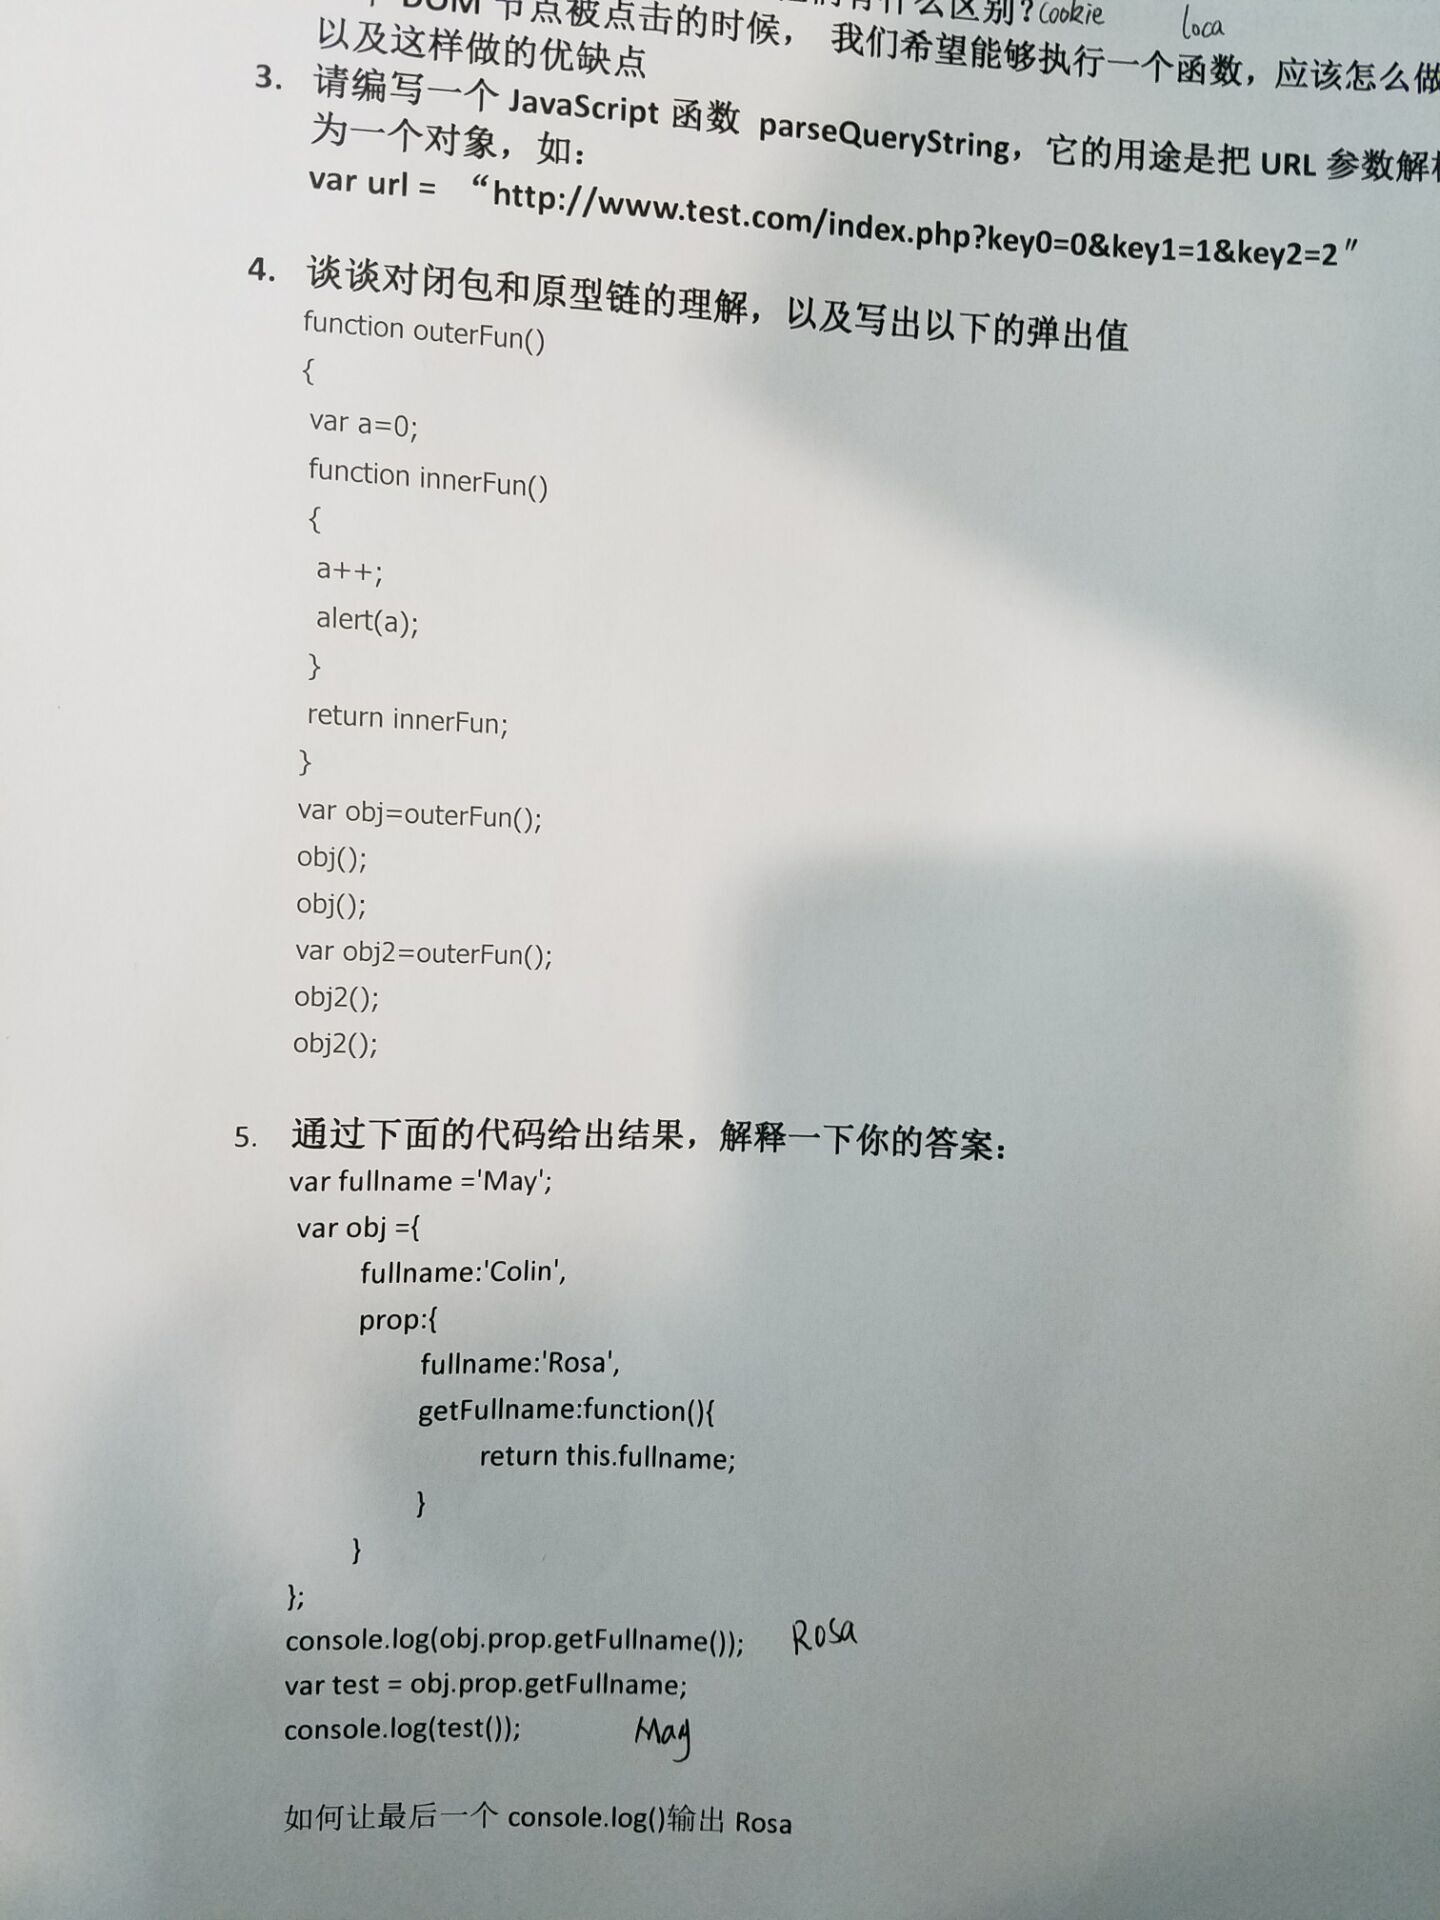 有什么区别?Cookie loca
DOM 节点被点击的时候， 我们希望能够执行一个函数，应该怎么做
以及这样做的优缺点
3. 请编写一个 JavaScript 函数 parseQueryString，它的用途是把 URL 参数解析
为一个对象，如：
var url = “http://www.test.com/index.php?key0=0&key1=1&key2=2"
4. 谈谈对闭包和原型链的理解，以及写出以下的弹出值
function outerFun()
{
var a=0;
function innerFun()
{
a++;
alert(a);
}
return innerFun;
}
var obj=outerFun();
obj();
obj();
var obj2=outerFun();
obj2();
obj2();
5. 通过下面的代码给出结果，解释一下你的答案：
var fullname ='May';
var obj ={
fullname:'Colin',
prop:{
fullname:'Rosa',
getFullname:function(){
return this.fullname;
}
}
};
console.log(obj.prop.getFullname()); Rosa
var test = obj.prop.getFullname;
console.log(test()); May
如何让最后一个 console.log()输出 Rosa